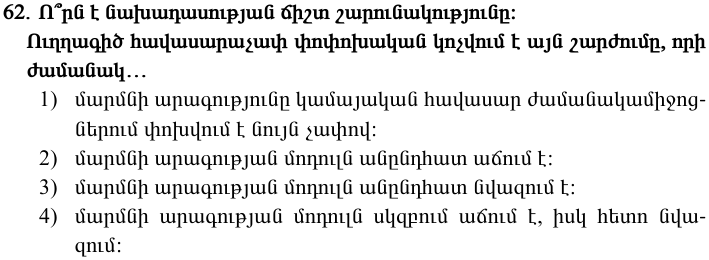 62. Ո՞րն է նախադասության ճիշտ շարունակությունը:
Ուղղագիծ հավասարաչափ փոփոխական կոչվում է այն շարժումը, որի
ժամանակ…
1) մարմնի արագությունը կամայական հավասար ժամանակամիջոց-
ներում փոխվում է նույն չափով:
2) մարմնի արագության մոդուլն անընդհատ աճում է:
3) մարմնի արագության մոդուլն անընդհատ նվազում է:
4) մարմնի արագության մոդուլն սկզբում աճում է, իսկ հետո նվա-
զում: